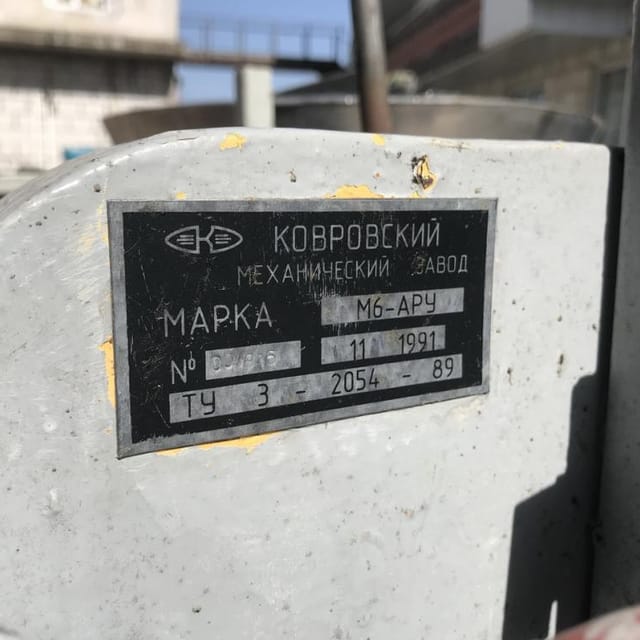 КОВРОВСКИЙ
МЕХАНИЧЕСКИЙ ЗАВОД
МАРКА М6-АРУ
№ 11 1991
ТУ 3 - 2054 - 89